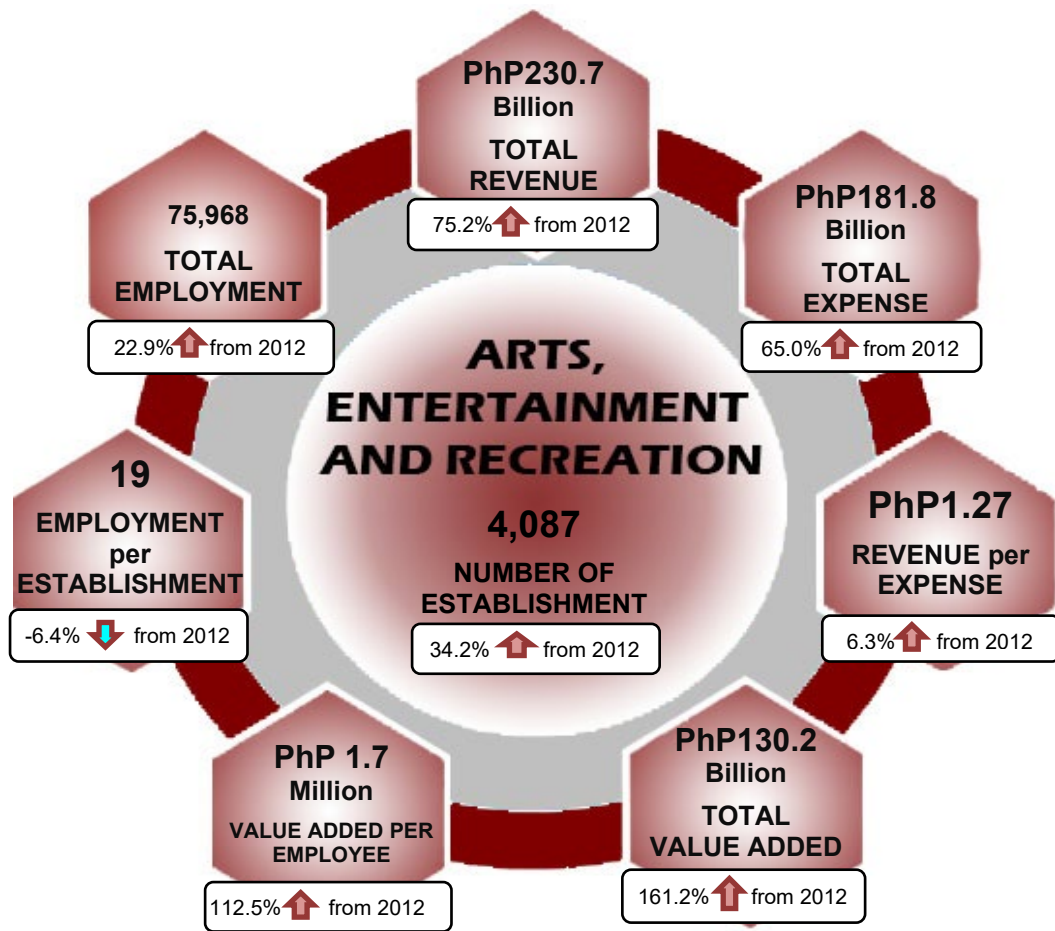 PhP230.7
Billion
TOTAL
REVENUE
75.2% from 2012
PhP181.8
Billion
TOTAL
EXPENSE
65.0% from 2012
75,968
TOTAL
EMPLOYMENT
22.9% from 2012
ARTS,
ENTERTAINMENT
AND RECREATION
4,087
NUMBER OF
ESTABLISHMENT
34.2% from 2012
19
EMPLOYMENT
per
ESTABLISHMENT
-6.4% from 2012
PhP1.27
REVENUE per
EXPENSE
6.3% from 2012
PhP 1.7
Million
VALUE ADDED PER
EMPLOYEE
112.5% from 2012
PhP130.2
Billion
TOTAL
VALUE ADDED
161.2% from 2012